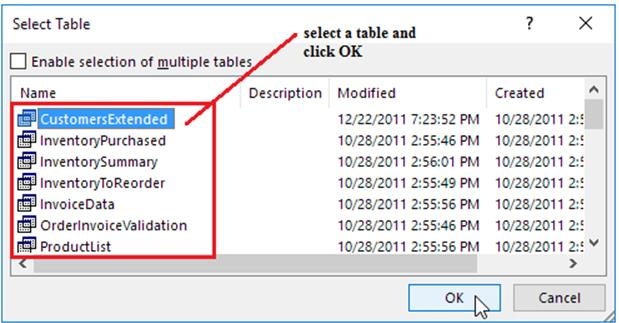 Select Table
?
select a table and
click OK
Enable selection of multiple tables
Name Description Modified Created
CustomersExtended 12/22/2011 7:23:52 PM 10/28/2011 2:5
InventoryPurchased 10/28/2011 2:55:46 PM 10/28/2011 2:5
InventorySummary 10/28/2011 2:56:01 PM 10/28/2011 2:5
InventoryToReorder 10/28/2011 2:55:49 PM 10/28/2011 2:5
InvoiceData 10/28/2011 2:55:56 PM 10/28/2011 2:5
OrderInvoiceValidation 10/28/2011 2:55:46 PM 10/28/2011 2:5
ProductList 10/28/2011 2:55:56 PM 10/28/2011 2:5
OK Cancel